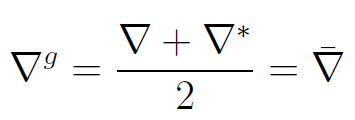 ∇^g = (∇ + ∇*)/2 = ∇̄